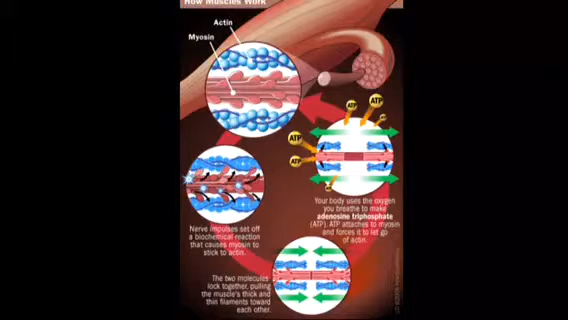 How Muscles Work
Actin
Myosin
ATP
ATP
ATP
ATP
ATP
Your body uses the oxygen
you breathe to make
adenosine triphosphate
(ATP). ATP attaches to myosin
and forces it to let go
of actin.
Nerve impulses set off
a biochemical reaction
that causes myosin to
stick to actin.
The two molecules
lock together, pulling
the muscle's thick and
thin filaments toward
each other.